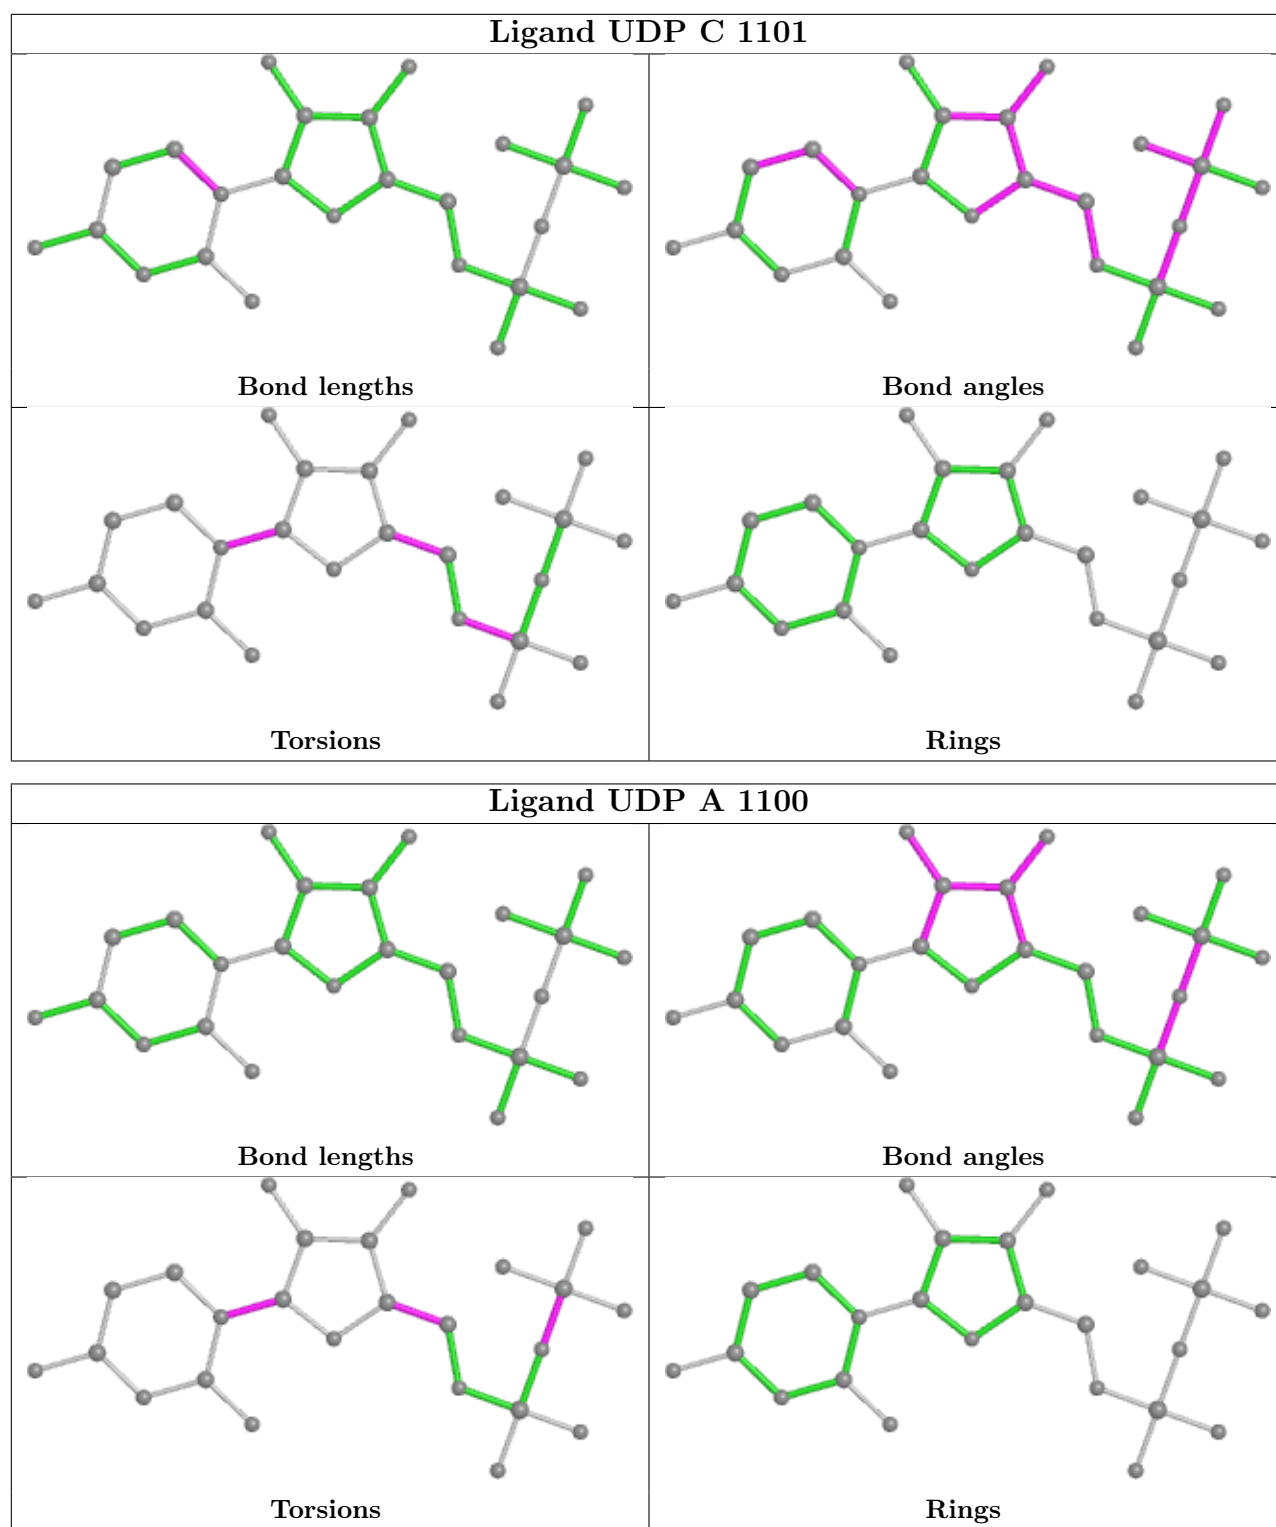 Ligand UDP C 1101
Bond lengths
Bond angles
Torsions
Rings
Ligand UDP A 1100
Bond lengths
Bond angles
Torsions
Rings